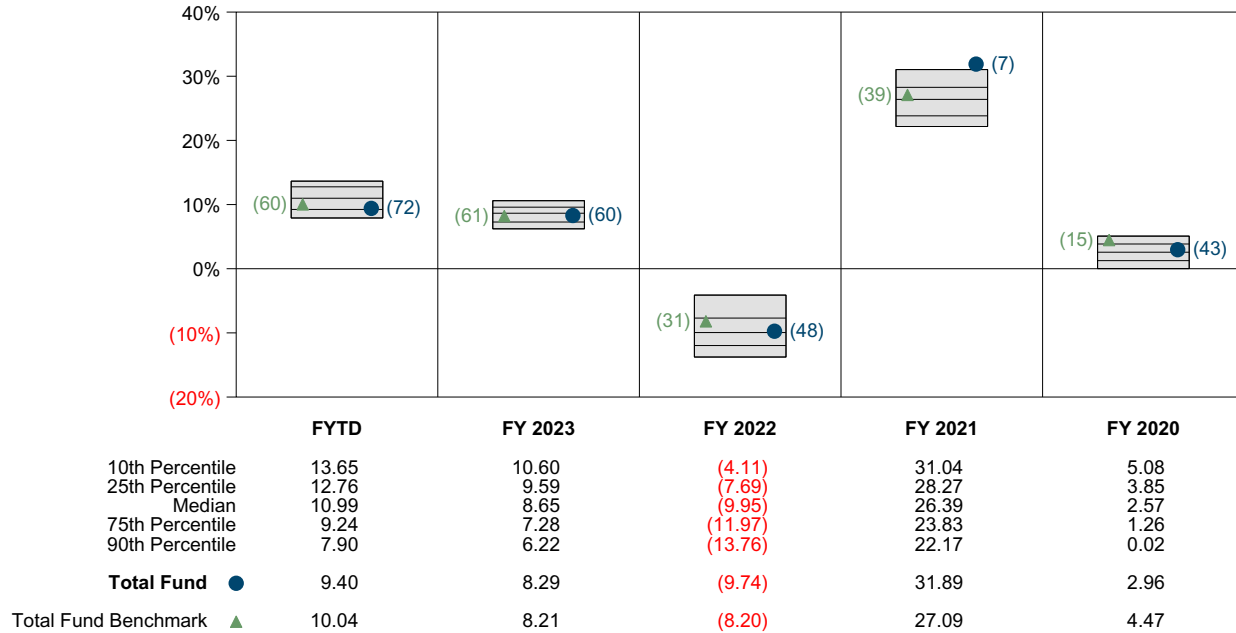 40%
30%
20%
10%
0%
(10%)
(20%)
(60) (72)
(61) (60)
(31) (48)
(39) (7)
(15) (43)
FYTD FY 2023 FY 2022 FY 2021 FY 2020
10th Percentile 13.65 10.60 (4.11) 31.04 5.08
25th Percentile 12.76 9.59 (7.69) 28.27 3.85
Median 10.99 8.65 (9.95) 26.39 2.57
75th Percentile 9.24 7.28 (11.97) 23.83 1.26
90th Percentile 7.90 6.22 (13.76) 22.17 0.02
Total Fund 9.40 8.29 (9.74) 31.89 2.96
Total Fund Benchmark 10.04 8.21 (8.20) 27.09 4.47